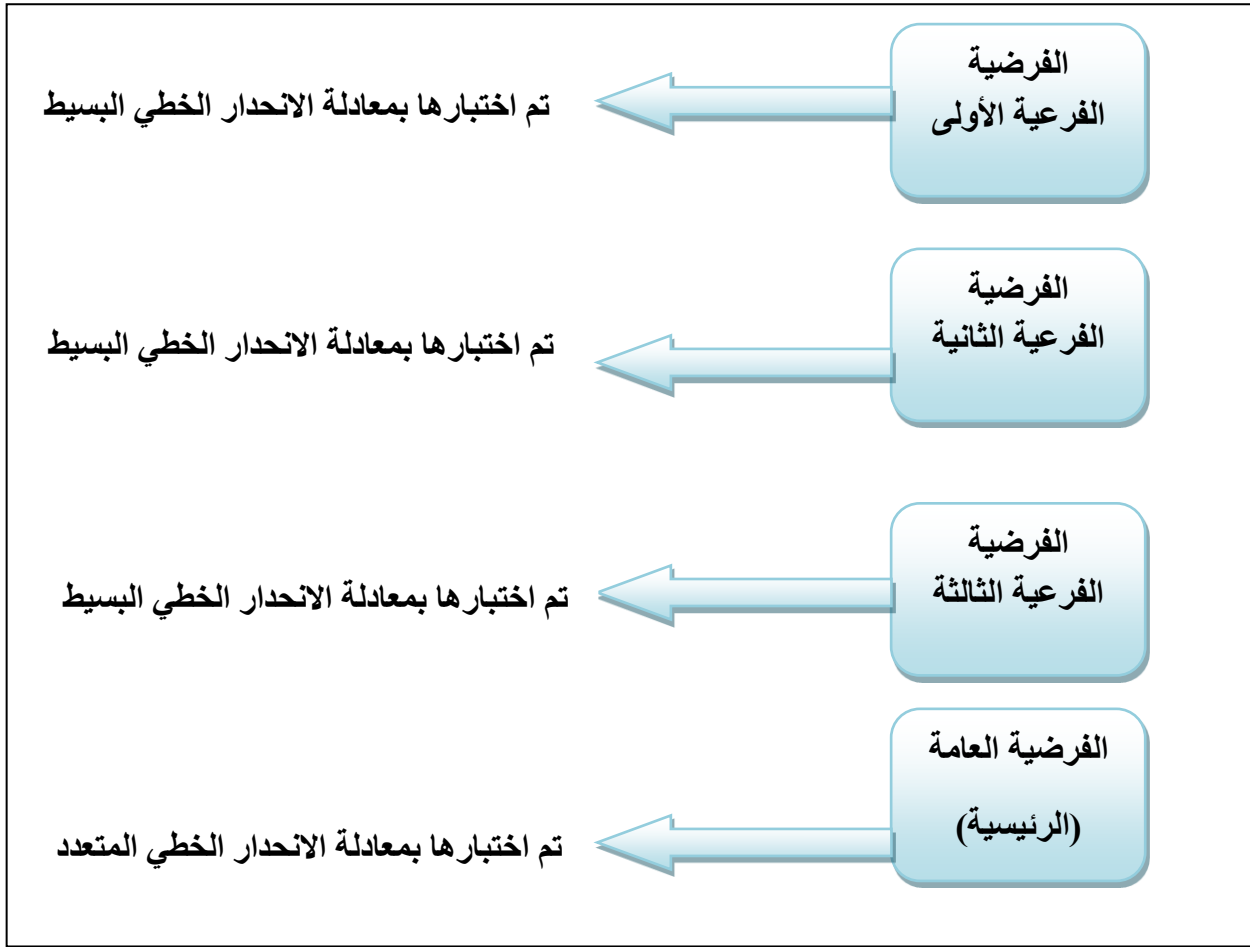 الفرضية
الفرعية الأولى
تم اختبارها بمعادلة الانحدار الخطي البسيط
الفرضية
الفرعية الثانية
تم اختبارها بمعادلة الانحدار الخطي البسيط
الفرضية
الفرعية الثالثة
تم اختبارها بمعادلة الانحدار الخطي البسيط
الفرضية العامة
(الرئيسية)
تم اختبارها بمعادلة الانحدار الخطي المتعدد